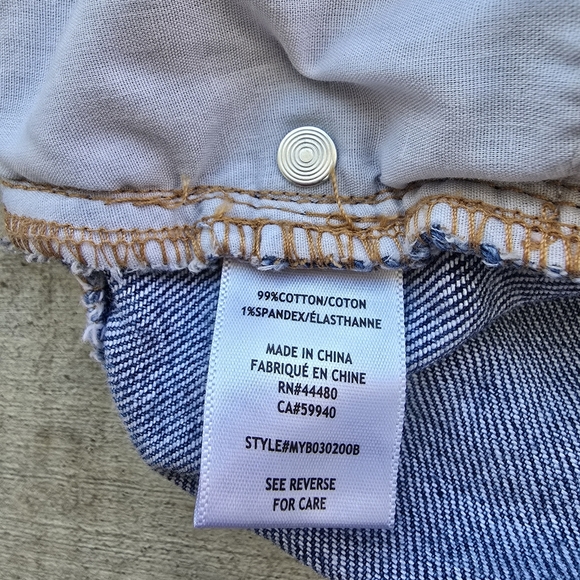 99%COTTON/COTON
1%SPANDEX/ÉLASTHANNE
MADE IN CHINA
FABRIQUÉ EN CHINE
RN#44480
CA#59940
STYLE#MYB030200B
SEE REVERSE
FOR CARE